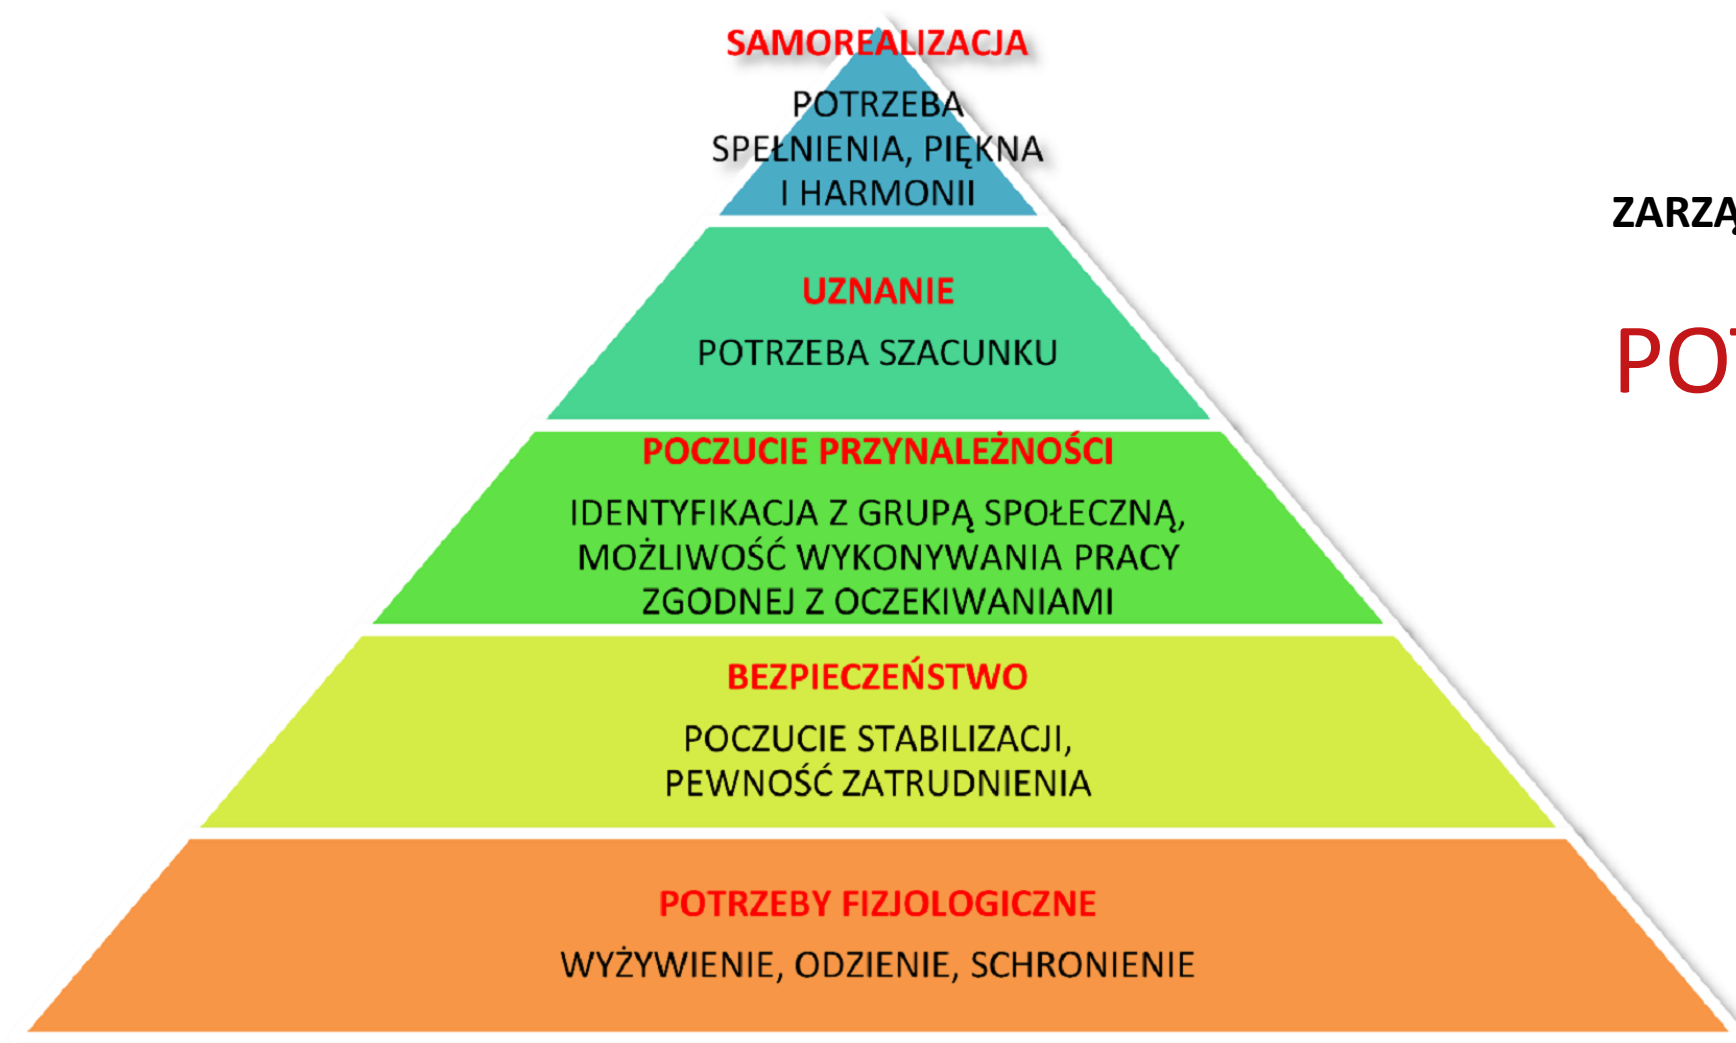 SAMOREALIZACJA
POTRZEBA
SPEŁNIENIA, PIĘKNA
I HARMONII
UZNANIE
POTRZEBA SZACUNKU
POCZUCIE PRZYNALEŻNOŚCI
IDENTYFIKACJA Z GRUPĄ SPOŁECZNĄ,
MOŻLIWOŚĆ WYKONYWANIA PRACY
ZGODNEJ Z OCZEKIWANIAMI
BEZPIECZEŃSTWO
POCZUCIE STABILIZACJI,
PEWNOŚĆ ZATRUDNIENIA
POTRZEBY FIZJOLOGICZNE
WYŻYWIENIE, ODZIENIE, SCHRONIENIE